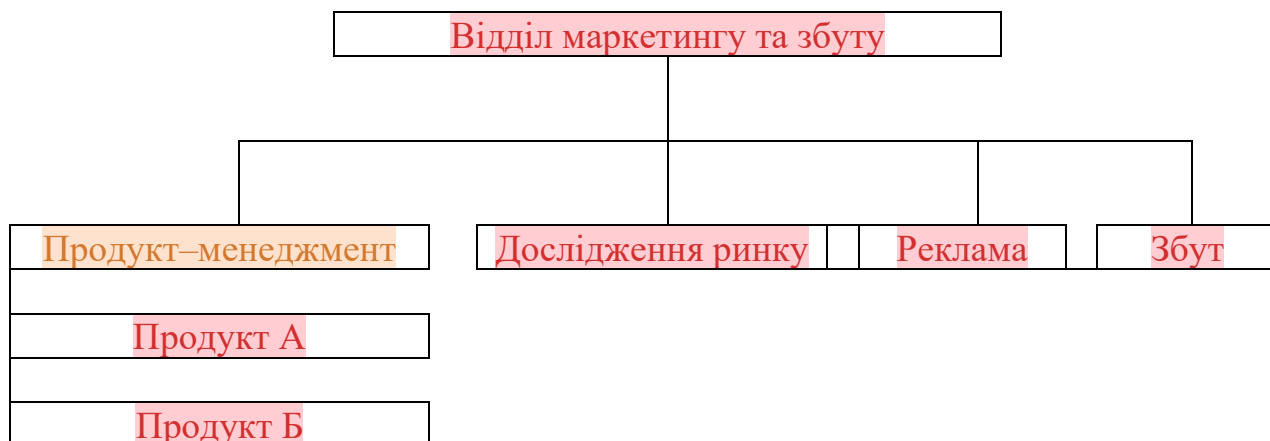 Відділ маркетингу та збуту
Продукт–менеджмент
Дослідження ринку
Реклама
Збут
Продукт А
Продукт Б